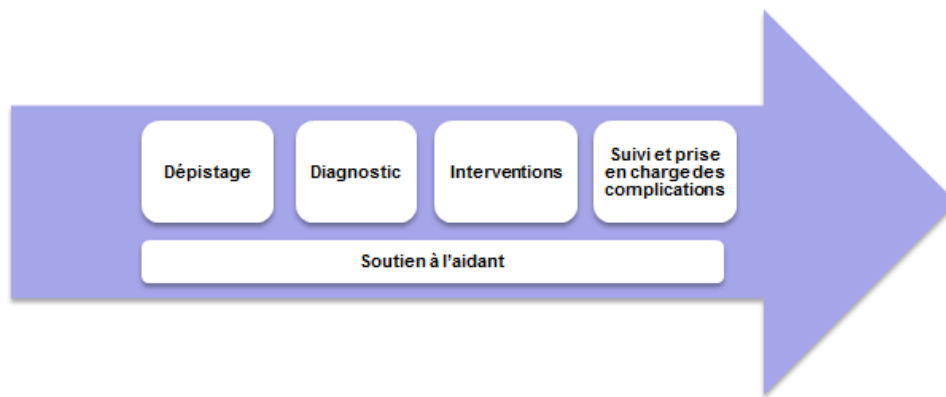 Dépistage
Diagnostic
Interventions
Suivi et prise
en charge des
complications
Soutien à l'aidant